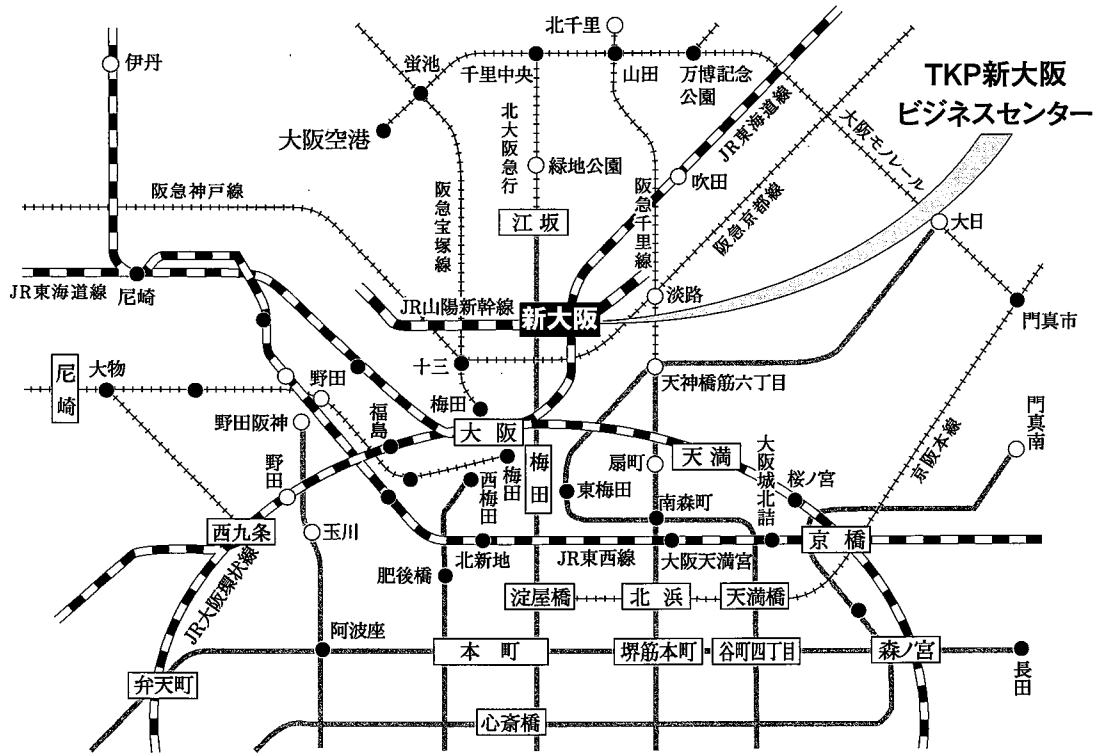 北千里
伊丹
蛍池
千里中央
山田
万博記念
公園
TKP新大阪
ビジネスセンター
大阪空港
北大阪急行
緑地公園
JR東海道線
大阪モノレール
吹田
阪急神戸線
阪急宝塚線
江坂
阪急千里線
阪急京都線
大日
JR東海道線
尼崎
JR山陽新幹線
新大阪
淡路
門真市
尼崎
大物
野田
十三
天神橋筋六丁目
梅田
野田阪神
福島
大阪
梅田
天満
大阪城北詰
京阪本線
門真南
野田
西梅田
梅田
扇町
東梅田
南森町
桜ノ宮
西九条
玉川
北新地
JR東西線
大阪天満宮
京橋
JR大阪環状線
肥後橋
淀屋橋
北浜
天満橋
阿波座
本町
堺筋本町
谷町四丁目
森ノ宮
長田
弁天町
心斎橋